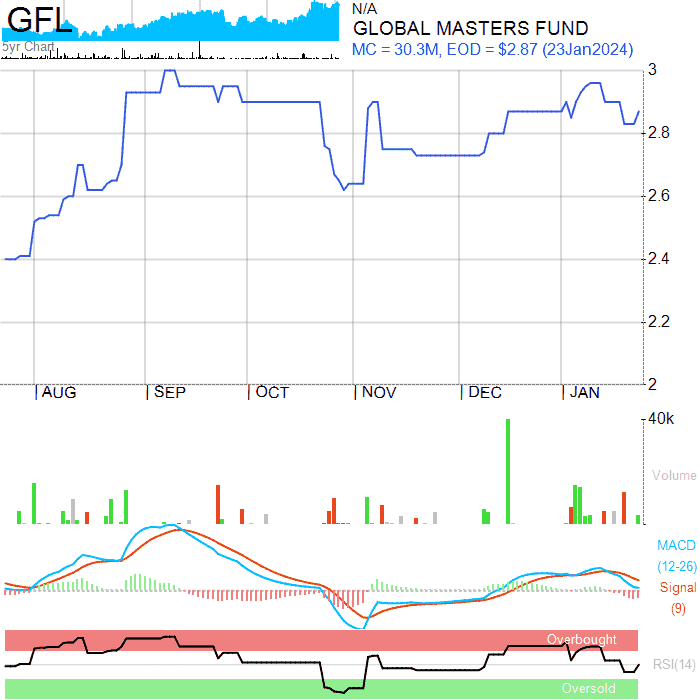 GFL
5yr Chart
N/A
GLOBAL MASTERS FUND
MC = 30.3M, EOD = $2.87 (23Jan2024)
3
2.8
2.6
2.4
2.2
2
AUG SEP OCT NOV DEC JAN
40k
Volume
MACD
(12-26)
Signal
(9)
Overbought
RSI(14)
Oversold